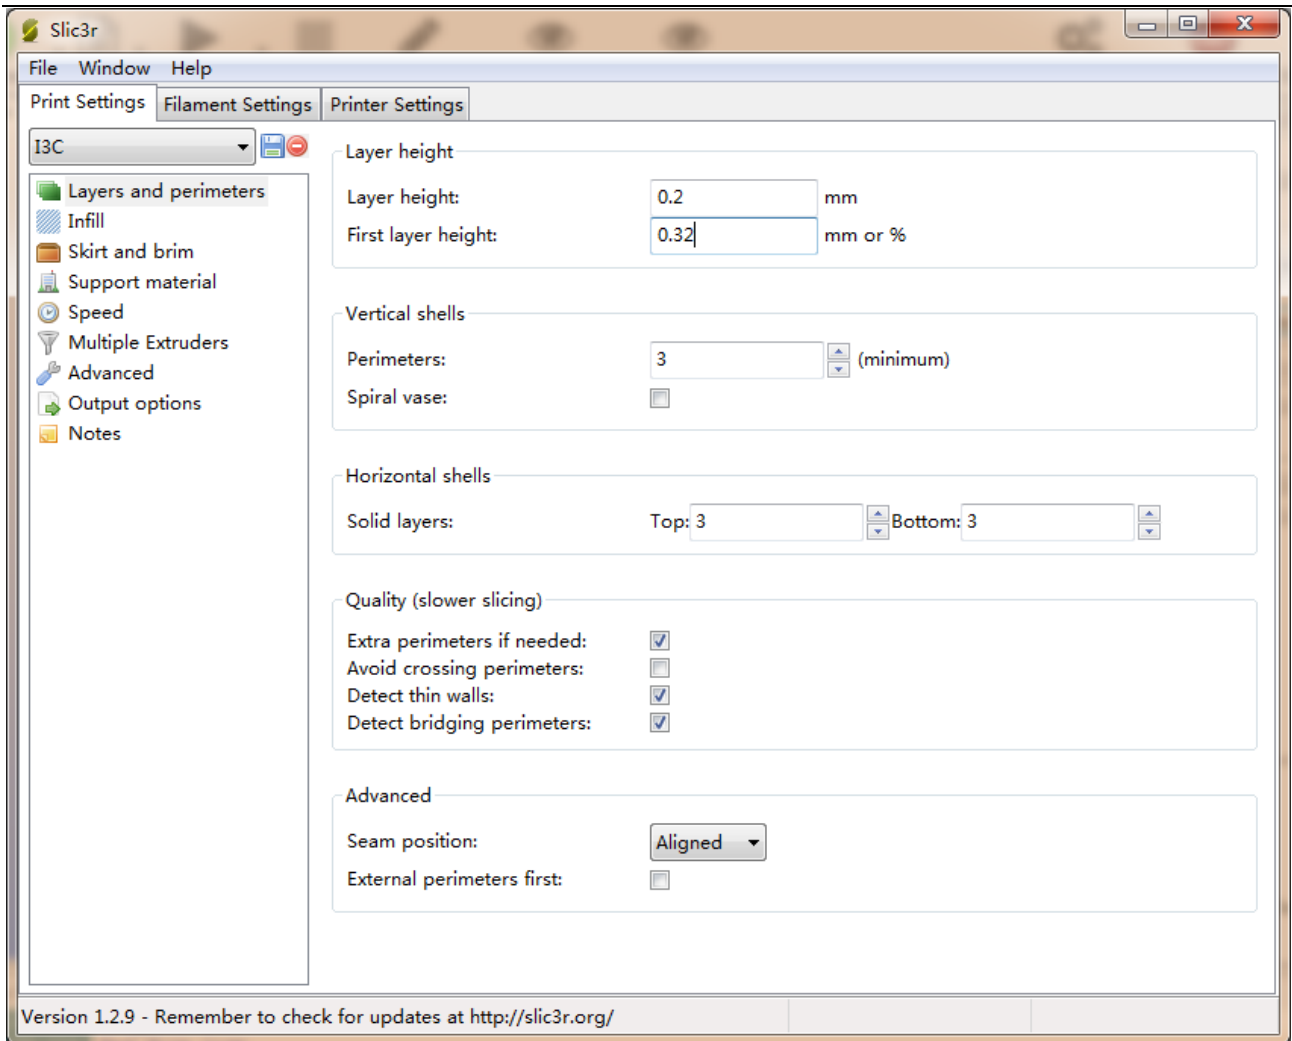 Slic3r
File Window Help
Print Settings Filament Settings Printer Settings
I3C
Layers and perimeters
Infill
Skirt and brim
Support material
Speed
Multiple Extruders
Advanced
Output options
Notes
Layer height
Layer height: 0.2 mm
First layer height: 0.32 mm or %
Vertical shells
Perimeters: 3 (minimum)
Spiral vase:
Horizontal shells
Solid layers: Top: 3 Bottom: 3
Quality (slower slicing)
Extra perimeters if needed:
Avoid crossing perimeters:
Detect thin walls:
Detect bridging perimeters:
Advanced
Seam position: Aligned
External perimeters first:
Version 1.2.9 - Remember to check for updates at http://slic3r.org/